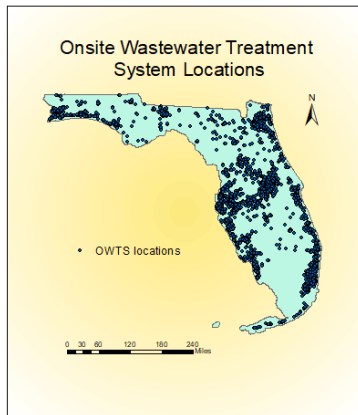 Onsite Wastewater Treatment
System Locations
N
OWTS locations
0 30 60 120 180 240
Miles